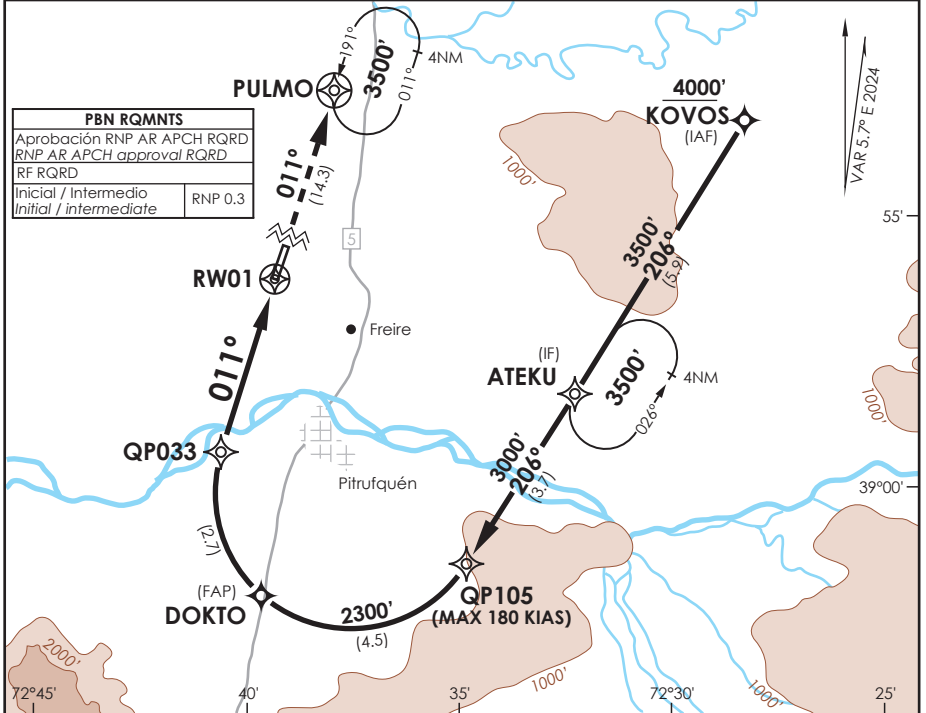 191°
3500'
011°
4NM
PULMO
4000'
KOVOS
(IAF)
VAR 5.7° E 2024
PBN RQMNTS
Aprobación RNP AR APCH RQRD
RNP AR APCH approval RQRD
RF RQRD
Inicial / Intermedio
Initial / intermediate
RNP 0.3
1000'
011°
(14.3)
55'
5
3500'
206°
(5.9)
RW01
Freire
(IF)
ATEKU
3500'
4NM
026°
1000'
011°
QP033
3000'
206°
(3.7)
Pitrufquén
39°00'
(2.7)
(FAP)
DOKTO
2300'
(4.5)
QP105
(MAX 180 KIAS)
2000'
1000'
1000'
72°45'
40'
35'
72°30'
25'